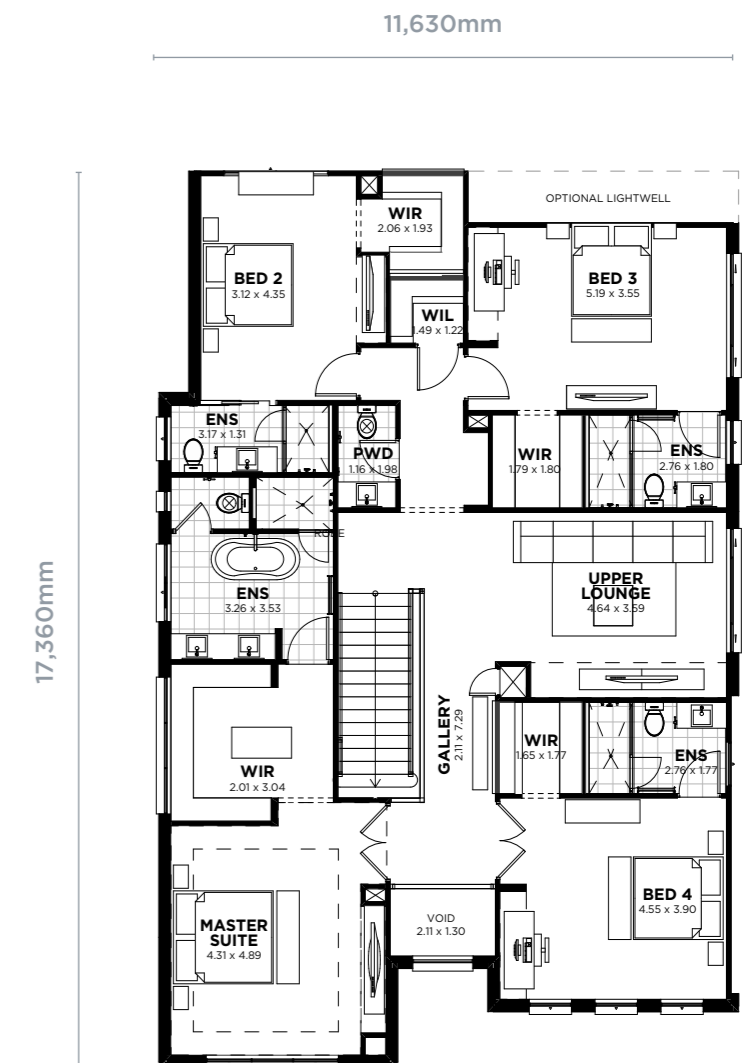 11,630mm
17,360mm
OPTIONAL LIGHTWELL
WIR
2.06 x 1.93
BED 2
3.12 x 4.35
BED 3
5.19 x 3.55
WIL
1.49 x 1.22
ENS
3.17 x 1.31
PWD
1.16 x 1.98
WIR
1.79 x 1.80
ENS
2.76 x 1.80
ROBE
UPPER
LOUNGE
4.64 x 3.59
ENS
3.26 x 3.53
GALLERY
2.11 x 7.29
WIR
1.65 x 1.77
ENS
2.76 x 1.77
WIR
2.01 x 3.04
BED 4
4.55 x 3.90
VOID
2.11 x 1.30
MASTER
SUITE
4.31 x 4.89